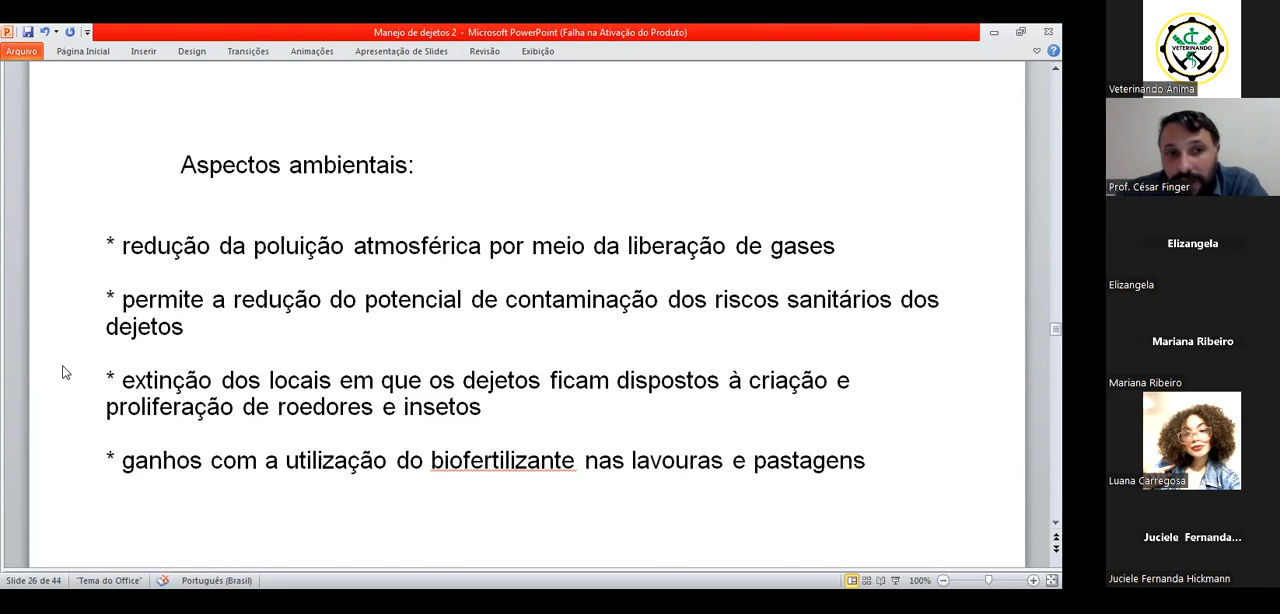 Manejo de dejetos 2 - Microsoft PowerPoint (Falha na Ativação do Produto)
Arquivo Página Inicial Inserir Design Transições Animações Apresentação de Slides Revisão Exibição
Aspectos ambientais:
* redução da poluição atmosférica por meio da liberação de gases
* permite a redução do potencial de contaminação dos riscos sanitários dos
dejetos
* extinção dos locais em que os dejetos ficam dispostos à criação e
proliferação de roedores e insetos
* ganhos com a utilização do biofertilizante nas lavouras e pastagens
Slide 26 de 44 "Tema do Office" Português (Brasil) 100%
VETERINANDO
Veterinando Ânima
Prof. César Finger
Elizangela
Elizangela
Mariana Ribeiro
Mariana Ribeiro
Luana Carregosa
Juciele Fernanda...
Juciele Fernanda Hickmann